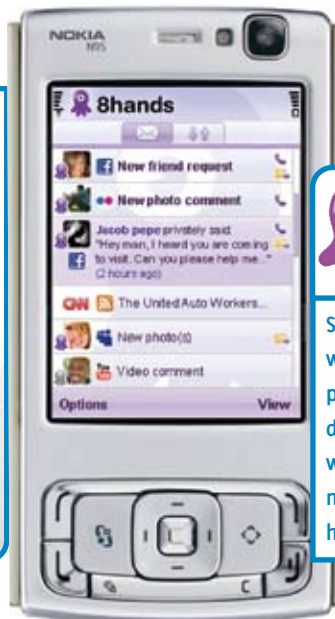 NOKIA
N95
8hands
New friend request
New photo comment
Jacob pepe privately said
"Hey man, I heard you are coming
to visit. Can you please help me..."
(2 hours ago)
CNN The United Auto Workers...
New photo(s)
Video comment
Options View
C
S
w
p
d
w
n
h